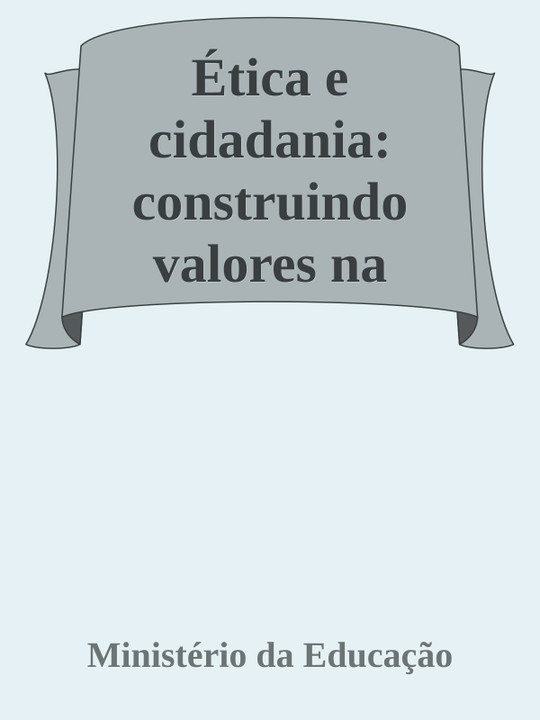 Ética e
cidadania:
construindo
valores na
Ministério da Educação